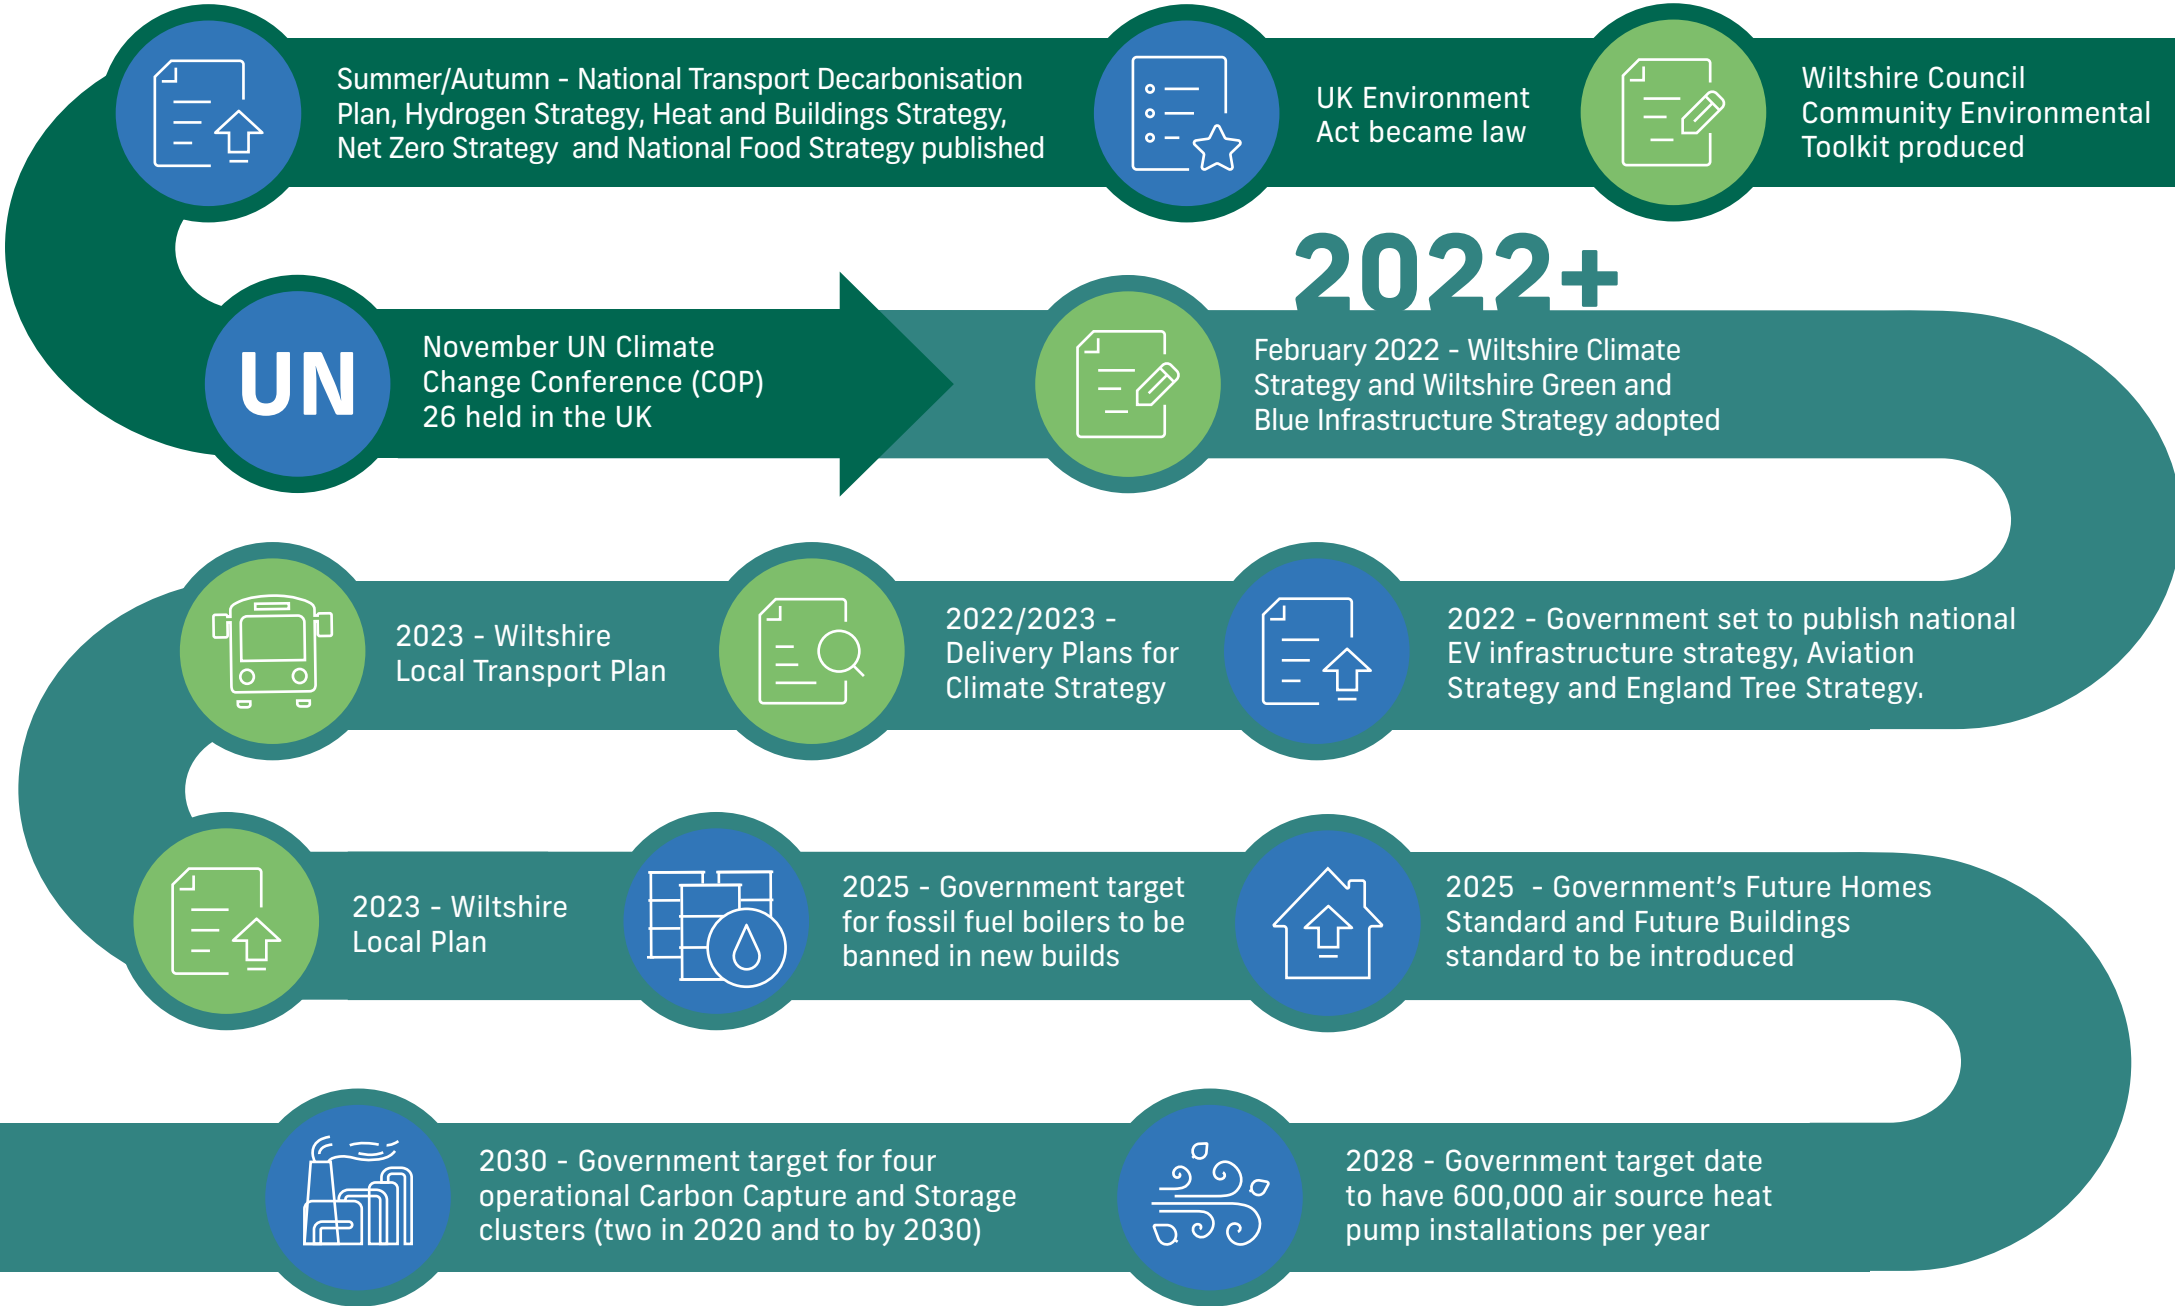 Summer/Autumn - National Transport Decarbonisation
Plan, Hydrogen Strategy, Heat and Buildings Strategy,
Net Zero Strategy  and National Food Strategy published
UK Environment
Act became law
Wiltshire Council
Community Environmental
Toolkit produced
2022+
UN
November UN Climate
Change Conference (COP)
26 held in the UK
February 2022 - Wiltshire Climate
Strategy and Wiltshire Green and
Blue Infrastructure Strategy adopted
2023 - Wiltshire
Local Transport Plan
2022/2023 -
Delivery Plans for
Climate Strategy
2022 - Government set to publish national
EV infrastructure strategy, Aviation
Strategy and England Tree Strategy.
2023 - Wiltshire
Local Plan
2025 - Government target
for fossil fuel boilers to be
banned in new builds
2025  - Government's Future Homes
Standard and Future Buildings
standard to be introduced
2030 - Government target for four
operational Carbon Capture and Storage
clusters (two in 2020 and to by 2030)
2028 - Government target date
to have 600,000 air source heat
pump installations per year